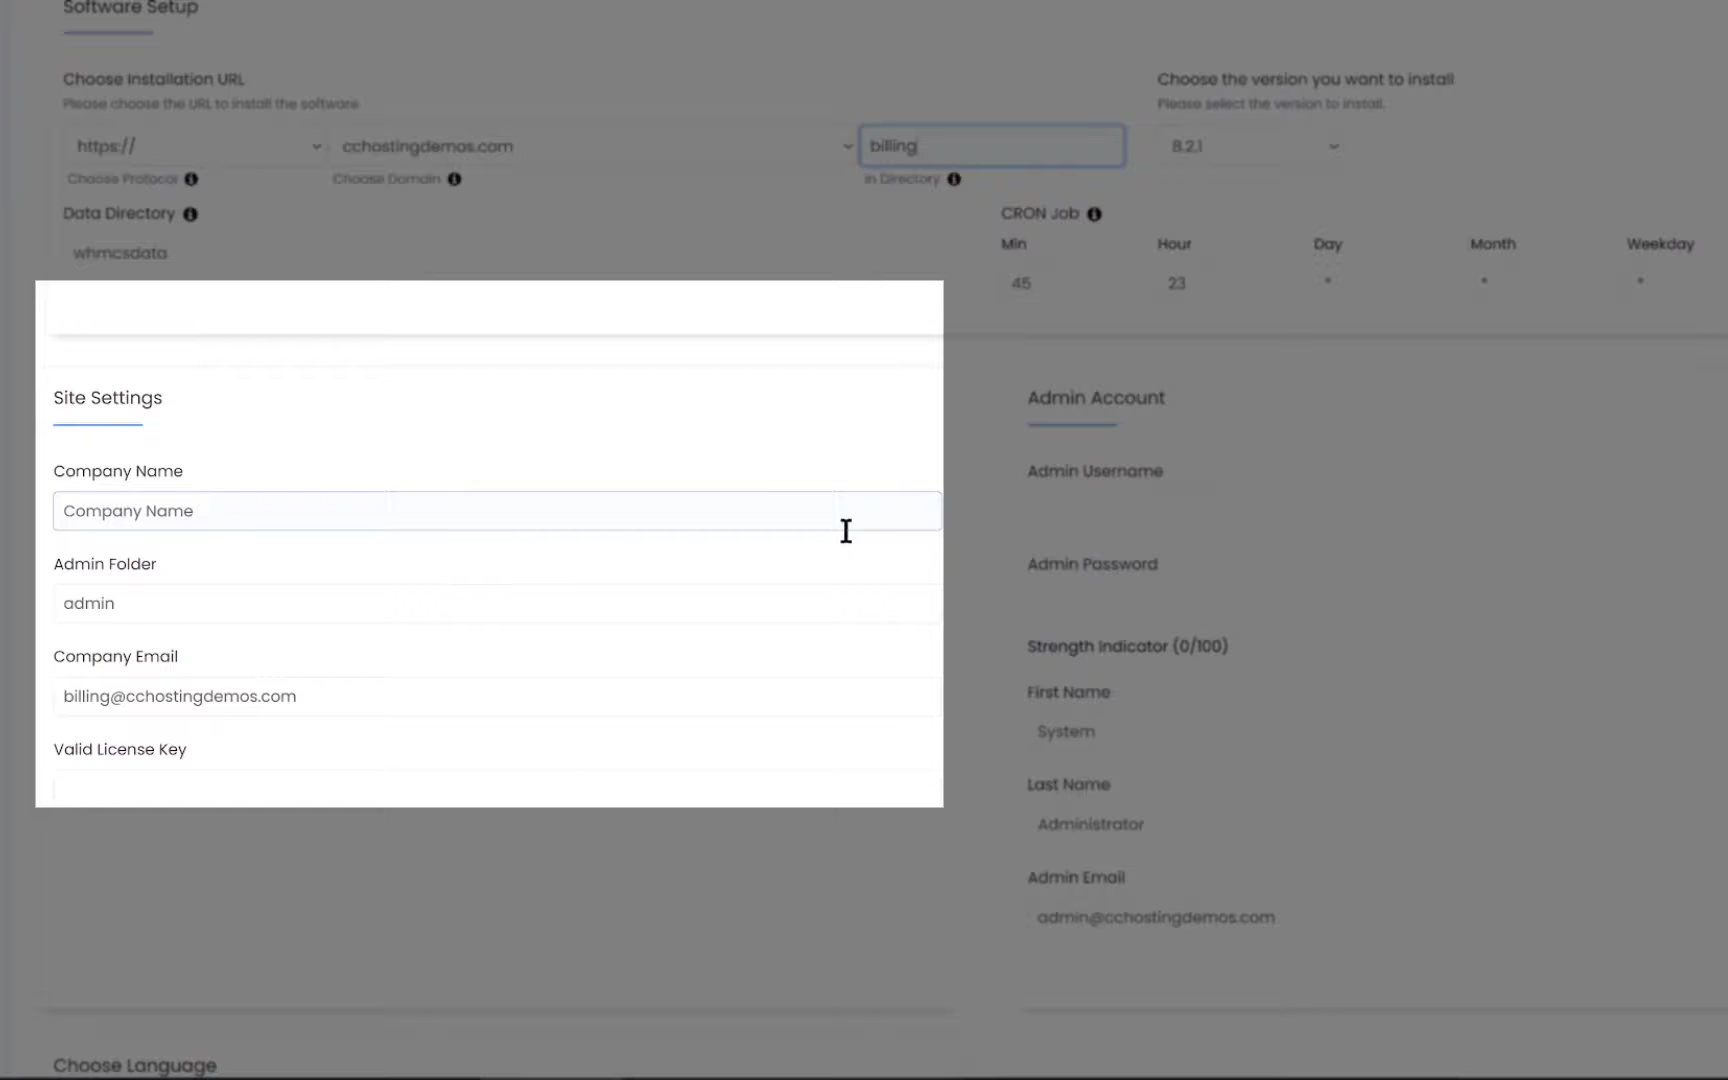 Software Setup
Choose Installation URL
Please choose the URL to install the software
https://
cchostingdemos.com
billing
Choose Protocol
Choose Domain
In Directory
Choose the version you want to install
Please select the version to install.
8.2.1
Data Directory
whmcsdata
CRON Job
Min Hour Day Month Weekday
45 23 * * *
Site Settings
Company Name
Company Name
Admin Folder
admin
Company Email
billing@cchostingdemos.com
Valid License Key
Admin Account
Admin Username
Admin Password
Strength Indicator (0/100)
First Name
System
Last Name
Administrator
Admin Email
admin@cchostingdemos.com
Choose Language